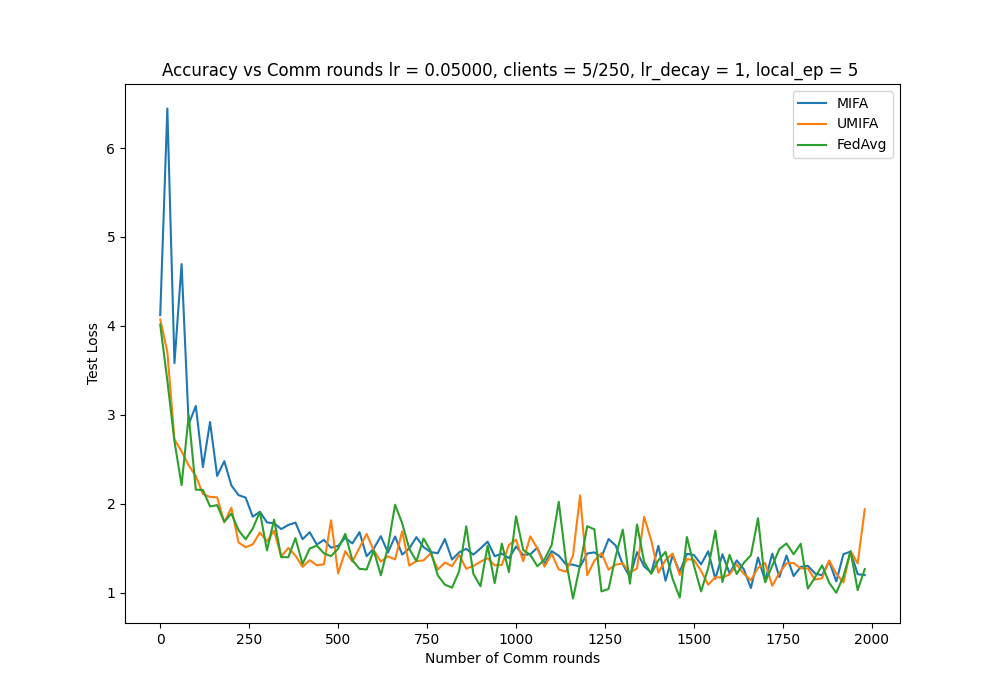 Accuracy vs Comm rounds lr = 0.05000, clients = 5/250, lr_decay = 1, local_ep = 5
MIFA
UMIFA
FedAvg
Test Loss
6
5
4
3
2
1
0 250 500 750 1000 1250 1500 1750 2000
Number of Comm rounds